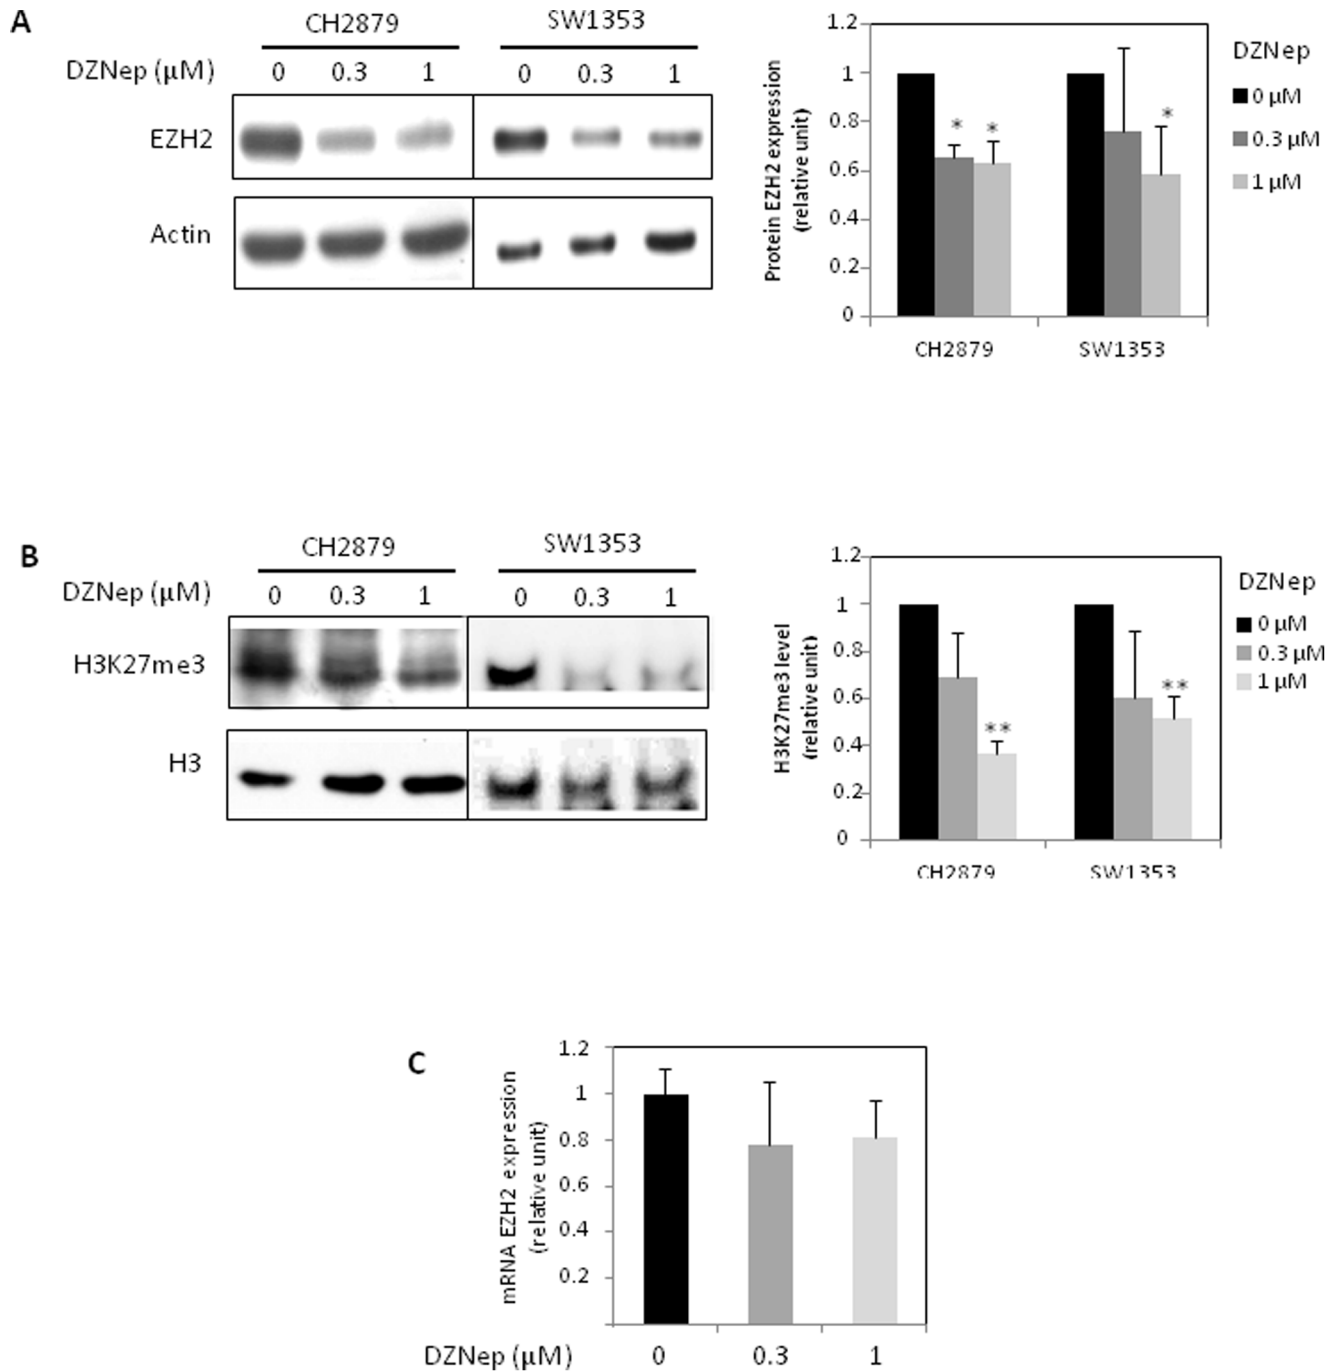 A
CH2879
SW1353
DZNep (μM)
0 0.3 1
0 0.3 1
EZH2
Actin
Protein EZH2 expression
(relative unit)
1.2
1
0.8
0.6
0.4
0.2
0
* *
*
CH2879
SW1353
DZNep
0 μM
0.3 μM
1 μM
B
CH2879
SW1353
DZNep (μM)
0 0.3 1
0 0.3 1
H3K27me3
H3
H3K27me3 level
(relative unit)
1.2
1
0.8
0.6
0.4
0.2
0
**
**
CH2879
SW1353
DZNep
0 μM
0.3 μM
1 μM
C
mRNA EZH2 expression
(relative unit)
1.2
1
0.8
0.6
0.4
0.2
DZNep (μM)
0 0.3 1